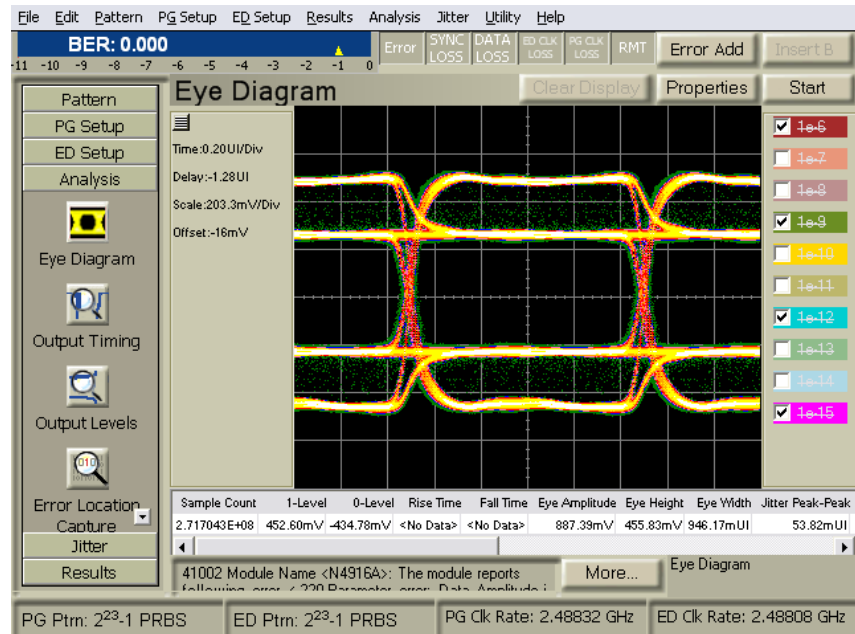 File Edit Pattern PG Setup ED Setup Results Analysis Jitter Utility Help
BER: 0.000
-11 -10 -9 -8 -7 -6 -5 -4 -3 -2 -1 0
Error
SYNC LOSS
DATA LOSS
ED CLK LOSS
PG CLK LOSS
RMT
Error Add
Insert B
Pattern
PG Setup
ED Setup
Analysis
Eye Diagram
Output Timing
Output Levels
Error Location
Capture
Jitter
Results
Eye Diagram
Clear Display
Properties
Start
Time:0.20UI/Div
Delay:-1.28UI
Scale:203.3mV/Div
Offset:-16mV
1e-6
1e-7
1e-8
1e-9
1e-10
1e-11
1e-12
1e-13
1e-14
1e-15
Sample Count 1-Level 0-Level Rise Time Fall Time Eye Amplitude Eye Height Eye Width Jitter Peak-Peak
2.717043E+08 452.60mV -434.78mV <No Data> <No Data> 887.39mV 455.83mV 946.17mUI 53.82mUI
41002 Module Name <N4916A>: The module reports
following error < 220 Parameter error: Data Amplitude i
More...
Eye Diagram
PG Ptrn: 2²³-1 PRBS
ED Ptrn: 2²³-1 PRBS
PG Clk Rate: 2.48832 GHz
ED Clk Rate: 2.48808 GHz